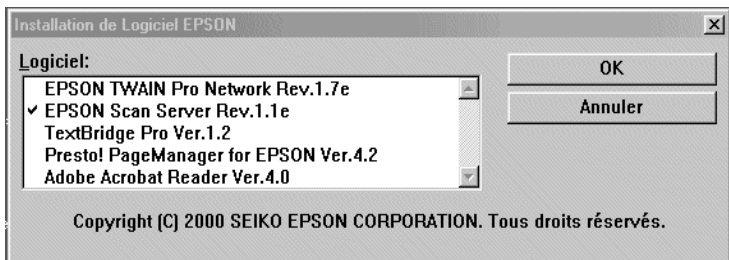 Installation de Logiciel EPSON
Logiciel:
EPSON TWAIN Pro Network Rev.1.7e
EPSON Scan Server Rev.1.1e
TextBridge Pro Ver.1.2
Presto! PageManager for EPSON Ver.4.2
Adobe Acrobat Reader Ver.4.0
OK
Annuler
Copyright (C) 2000 SEIKO EPSON CORPORATION. Tous droits réservés.